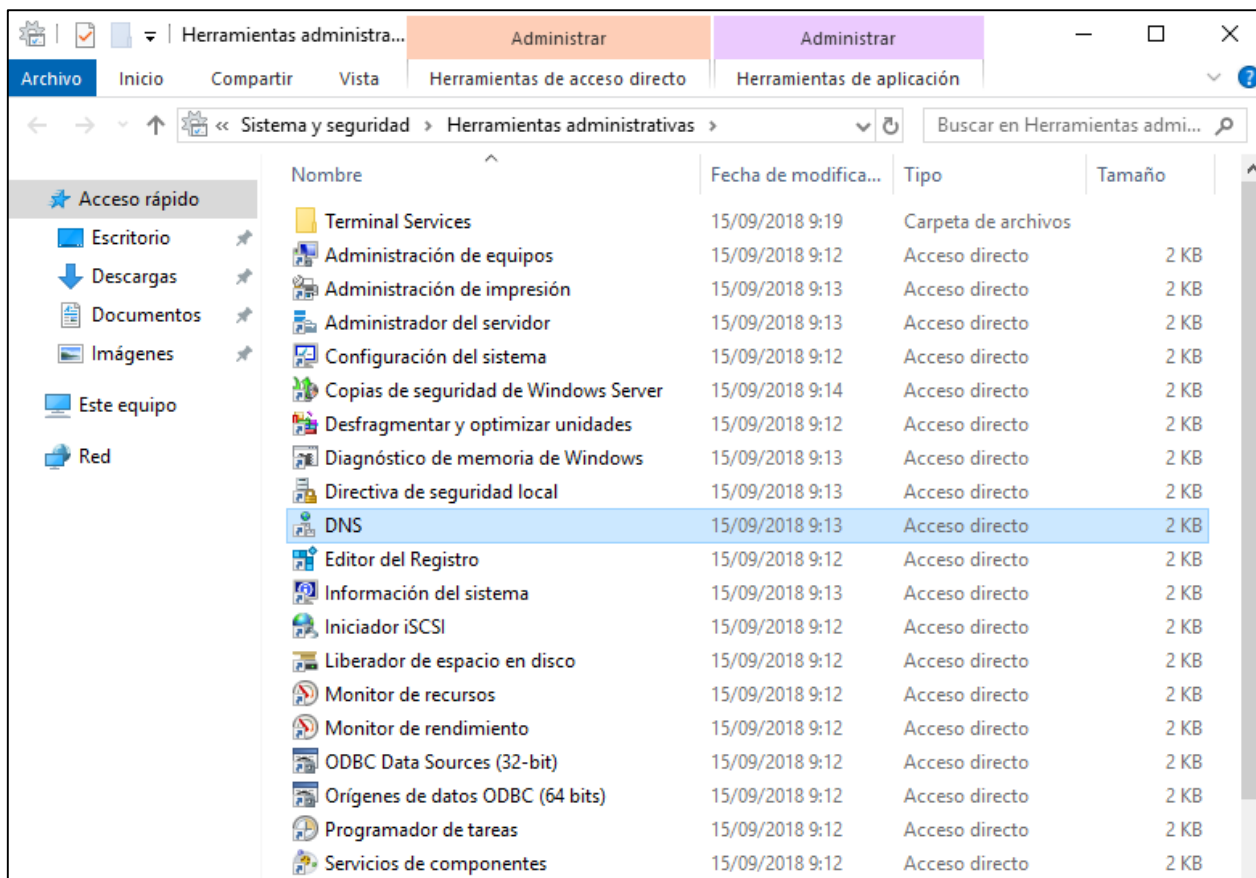 Herramientas administra... Administrar Administrar
Archivo Inicio Compartir Vista Herramientas de acceso directo Herramientas de aplicación ?
« Sistema y seguridad > Herramientas administrativas > Buscar en Herramientas admi...
Acceso rápido
Escritorio
Descargas
Documentos
Imágenes
Este equipo
Red
Nombre Fecha de modifica... Tipo Tamaño
Terminal Services 15/09/2018 9:19 Carpeta de archivos
Administración de equipos 15/09/2018 9:12 Acceso directo 2 KB
Administración de impresión 15/09/2018 9:13 Acceso directo 2 KB
Administrador del servidor 15/09/2018 9:13 Acceso directo 2 KB
Configuración del sistema 15/09/2018 9:12 Acceso directo 2 KB
Copias de seguridad de Windows Server 15/09/2018 9:14 Acceso directo 2 KB
Desfragmentar y optimizar unidades 15/09/2018 9:12 Acceso directo 2 KB
Diagnóstico de memoria de Windows 15/09/2018 9:13 Acceso directo 2 KB
Directiva de seguridad local 15/09/2018 9:13 Acceso directo 2 KB
DNS 15/09/2018 9:13 Acceso directo 2 KB
Editor del Registro 15/09/2018 9:12 Acceso directo 2 KB
Información del sistema 15/09/2018 9:13 Acceso directo 2 KB
Iniciador iSCSI 15/09/2018 9:12 Acceso directo 2 KB
Liberador de espacio en disco 15/09/2018 9:12 Acceso directo 2 KB
Monitor de recursos 15/09/2018 9:12 Acceso directo 2 KB
Monitor de rendimiento 15/09/2018 9:12 Acceso directo 2 KB
ODBC Data Sources (32-bit) 15/09/2018 9:12 Acceso directo 2 KB
Orígenes de datos ODBC (64 bits) 15/09/2018 9:12 Acceso directo 2 KB
Programador de tareas 15/09/2018 9:12 Acceso directo 2 KB
Servicios de componentes 15/09/2018 9:12 Acceso directo 2 KB